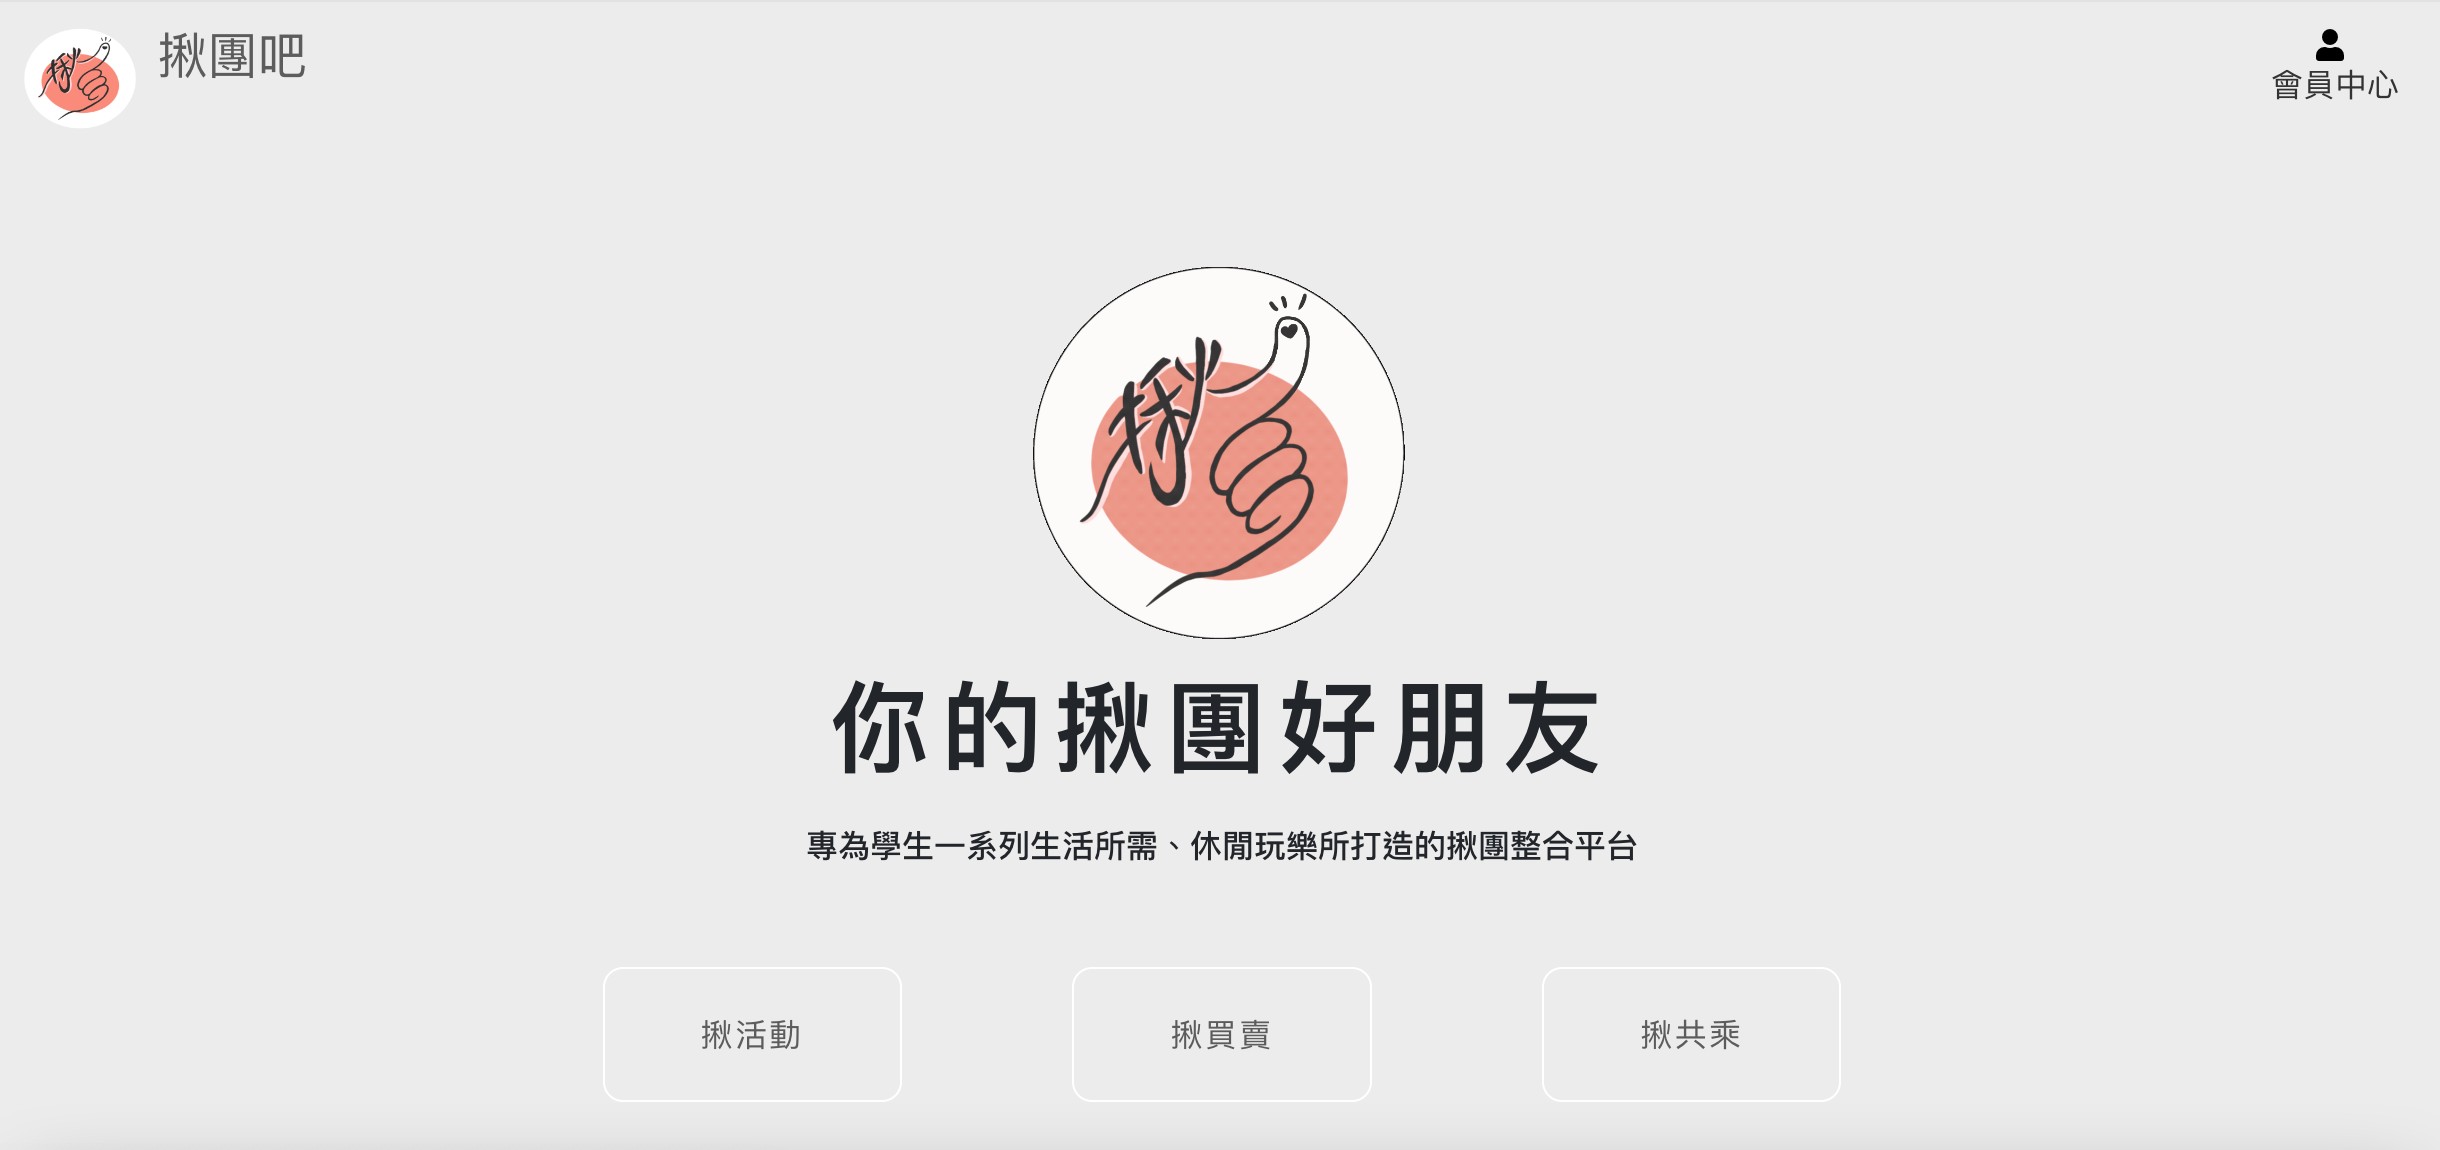 揪
揪團吧
會員中心
揪
你的揪團好朋友
專為學生一系列生活所需、休閒玩樂所打造的揪團整合平台
揪活動
揪買賣
揪共乘